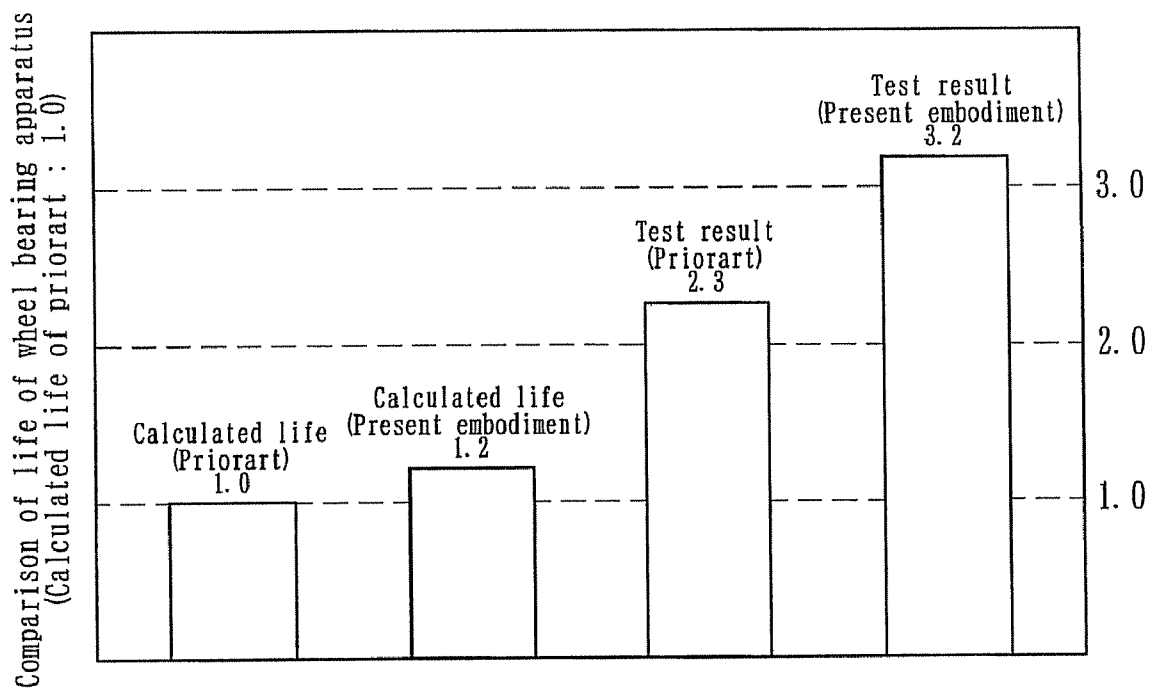 Comparison of life of wheel bearing apparatus
(Calculated life of priorart : 1.0)
Calculated life
(Priorart)
1.0
Calculated life
(Present embodiment)
1.2
Test result
(Priorart)
2.3
Test result
(Present embodiment)
3.2
3.0
2.0
1.0